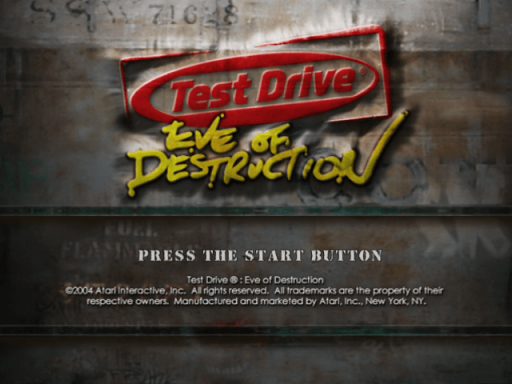 71628
Test Drive®
EVE OF
DESTRUCTION
PRESS THE START BUTTON
Test Drive ® : Eve of Destruction
©2004 Atari Interactive, Inc. All rights reserved. All trademarks are the property of their
respective owners. Manufactured and marketed by Atari, Inc., New York, NY.